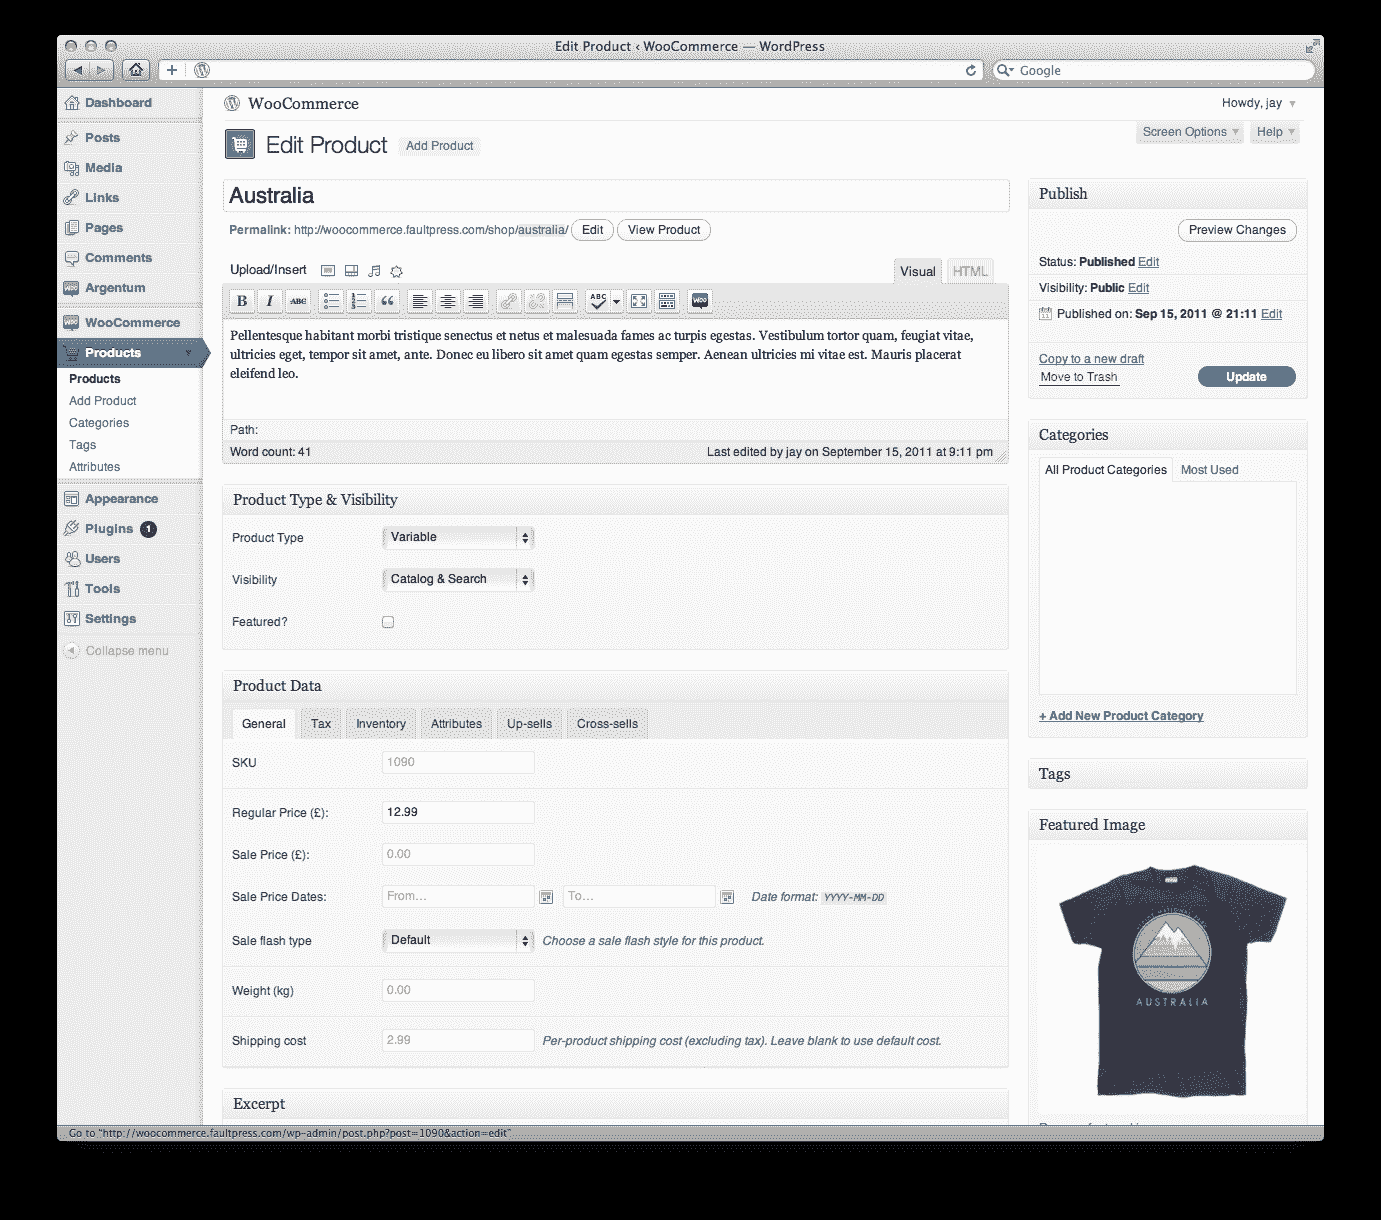 Edit Product ‹ WooCommerce — WordPress
Google
Dashboard
Posts
Media
Links
Pages
Comments
Argentum
WooCommerce
Products
Products
Add Product
Categories
Tags
Attributes
Appearance
Plugins 1
Users
Tools
Settings
Collapse menu
WooCommerce
Howdy, jay
Screen Options
Help
Edit Product Add Product
Australia
Permalink: http://woocommerce.faultpress.com/shop/australia/ Edit View Product
Upload/Insert
Visual HTML
B I ABC ABC WOO
Pellentesque habitant morbi tristique senectus et netus et malesuada fames ac turpis egestas. Vestibulum tortor quam, feugiat vitae,
ultricies eget, tempor sit amet, ante. Donec eu libero sit amet quam egestas semper. Aenean ultricies mi vitae est. Mauris placerat
eleifend leo.
Path:
Word count: 41 Last edited by jay on September 15, 2011 at 9:11 pm
Product Type & Visibility
Product Type Variable
Visibility Catalog & Search
Featured?
Product Data
General Tax Inventory Attributes Up-sells Cross-sells
SKU 1090
Regular Price (£): 12.99
Sale Price (£): 0.00
Sale Price Dates: From... To... Date format: YYYY-MM-DD
Sale flash type Default Choose a sale flash style for this product.
Weight (kg) 0.00
Shipping cost 2.99 Per-product shipping cost (excluding tax). Leave blank to use default cost.
Excerpt
Publish
Preview Changes
Status: Published Edit
Visibility: Public Edit
Published on: Sep 15, 2011 @ 21:11 Edit
Copy to a new draft
Move to Trash Update
Categories
All Product Categories Most Used
+ Add New Product Category
Tags
Featured Image
AUSTRALIA
Go to "http://woocommerce.faultpress.com/wp-admin/post.php?post=1090&action=edit"